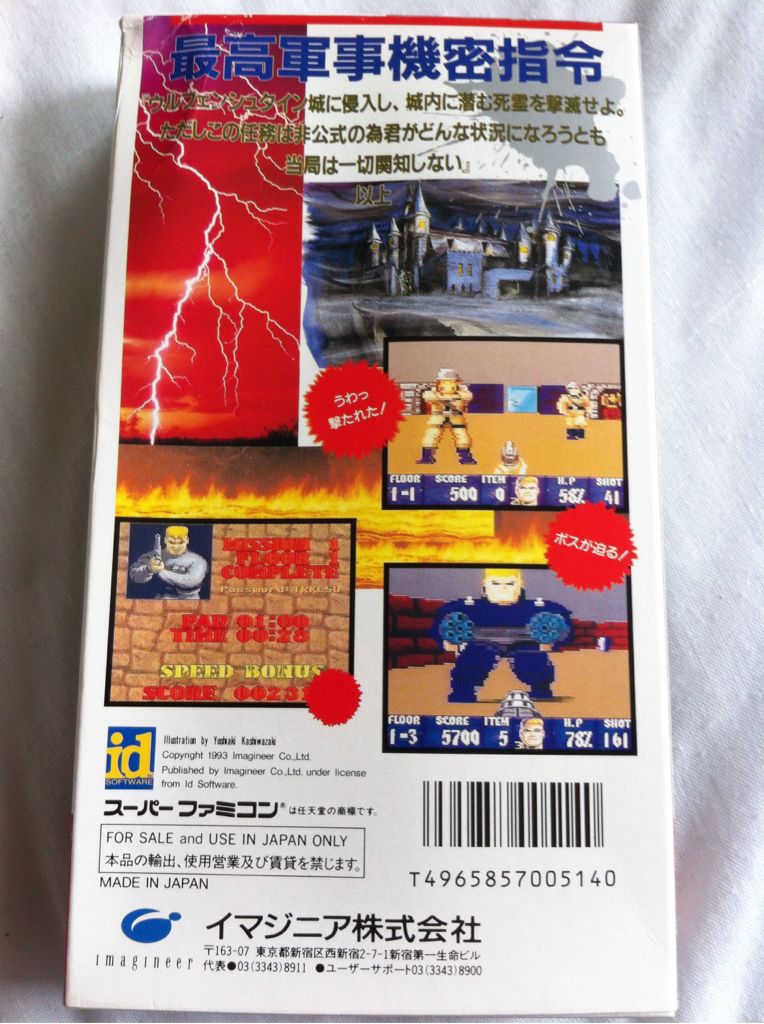 最高軍事機密指令
『ウルフェンシュタイン城に侵入し、城内に潜む死霊を撃滅せよ。
ただしこの任務は非公式の為君がどんな状況になろうとも
当局は一切関知しない』
以上
うわっ
撃たれた!
FLOOR SCORE ITEM H.P SHOT
1-1 500 0 58% 41
ボスが迫る!
MISSION 1
FLOOR 1
COMPLETE
Password:TRKLSU
PAR 01:00
TIME 00:28
SPEED BONUS
SCORE 00231
FLOOR SCORE ITEM H.P SHOT
1-3 5700 5 3 78% 161
id
SOFTWARE
Illustration by Yoshiaki Kashiwazaki
Copyright 1993 Imagineer Co.,Ltd.
Published by Imagineer Co.,Ltd. under license
from Id Software.
スーパーファミコン® は任天堂の商標です。
FOR SALE and USE IN JAPAN ONLY
本品の輸出、使用営業及び賃貸を禁じます。
MADE IN JAPAN
T4965857005140
imagineer
イマジニア株式会社
〒163-07 東京都新宿区西新宿2-7-1新宿第一生命ビル
代表●03(3343)8911 ●ユーザーサポート03(3343)8900